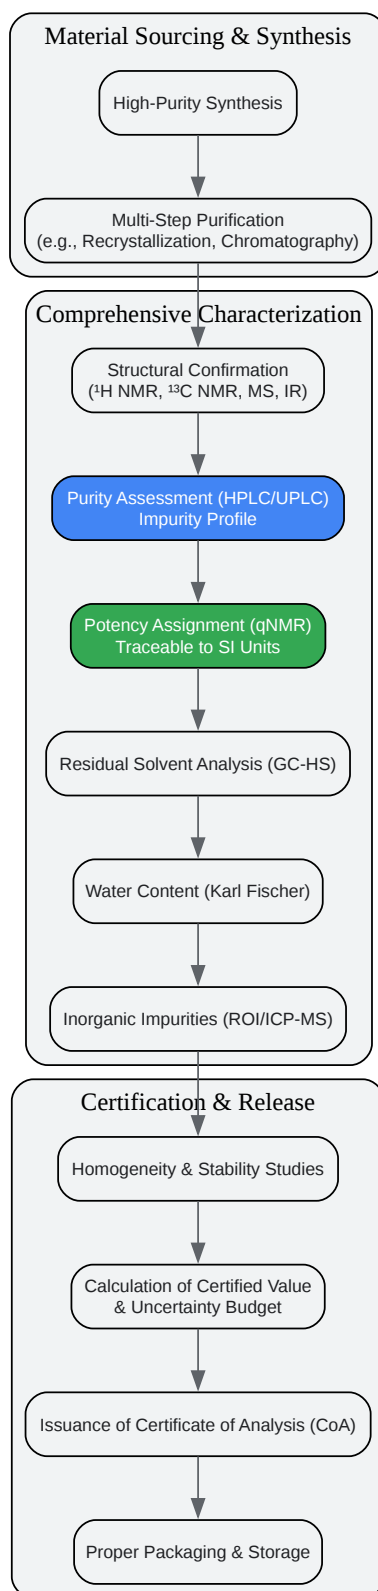 Material Sourcing & Synthesis
High-Purity Synthesis
Multi-Step Purification
(e.g., Recrystallization, Chromatography)
Comprehensive Characterization
Structural Confirmation
(¹H NMR, ¹³C NMR, MS, IR)
Purity Assessment (HPLC/UPLC)
Impurity Profile
Potency Assignment (qNMR)
Traceable to SI Units
Residual Solvent Analysis (GC-HS)
Water Content (Karl Fischer)
Inorganic Impurities (ROI/ICP-MS)
Certification & Release
Homogeneity & Stability Studies
Calculation of Certified Value
& Uncertainty Budget
Issuance of Certificate of Analysis (CoA)
Proper Packaging & Storage